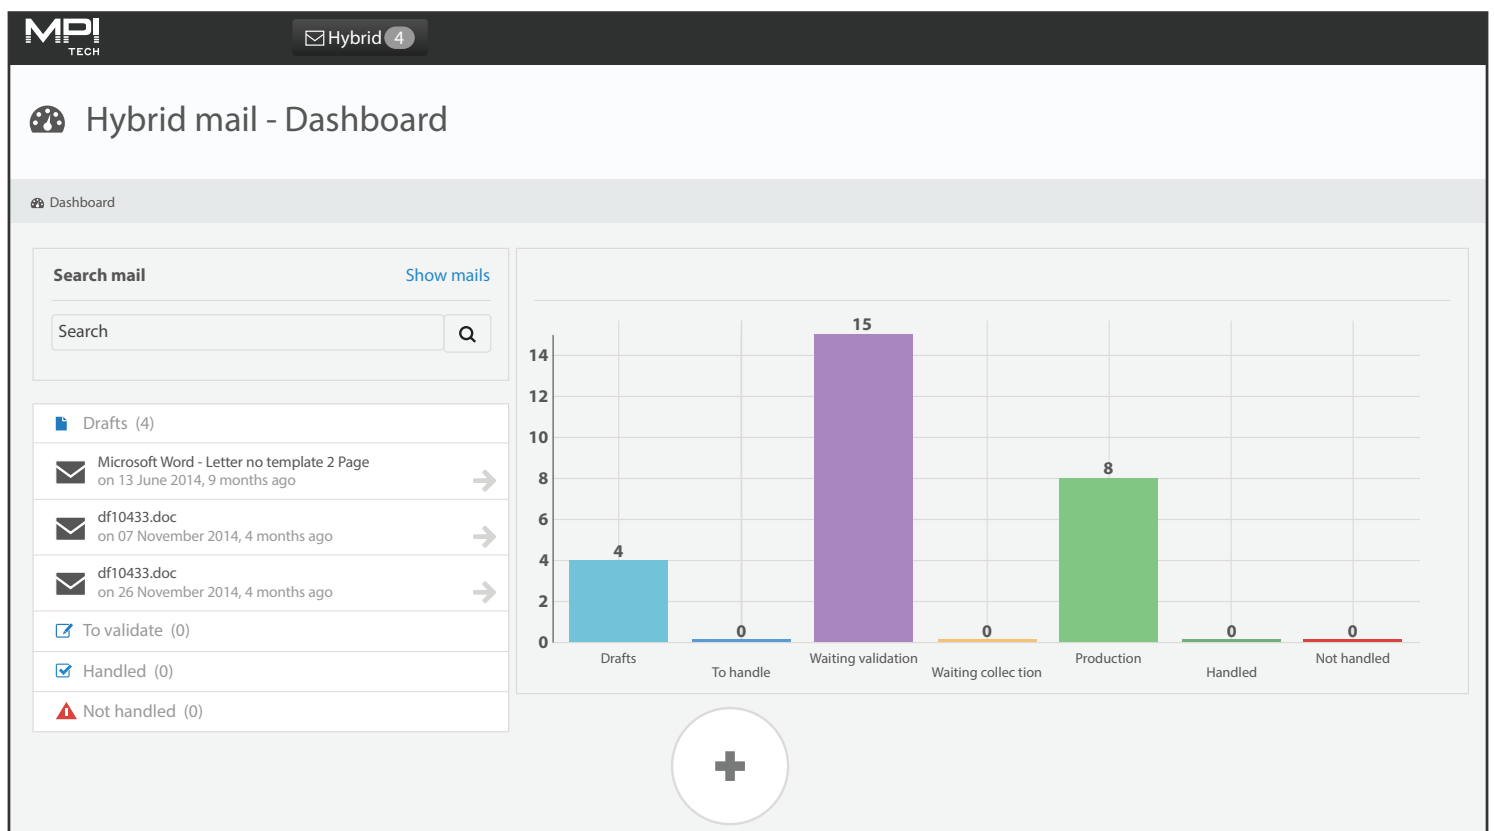 MPI
TECH
Hybrid 4
Hybrid mail - Dashboard
Dashboard
Search mail
Show mails
Search
Drafts (4)
Microsoft Word - Letter no template 2 Page
on 13 June 2014, 9 months ago
df10433.doc
on 07 November 2014, 4 months ago
df10433.doc
on 26 November 2014, 4 months ago
To validate (0)
Handled (0)
Not handled (0)
14
12
10
8
6
4
2
0
4
0
15
0
8
0
0
Drafts
To handle
Waiting validation
Waiting collec tion
Production
Handled
Not handled